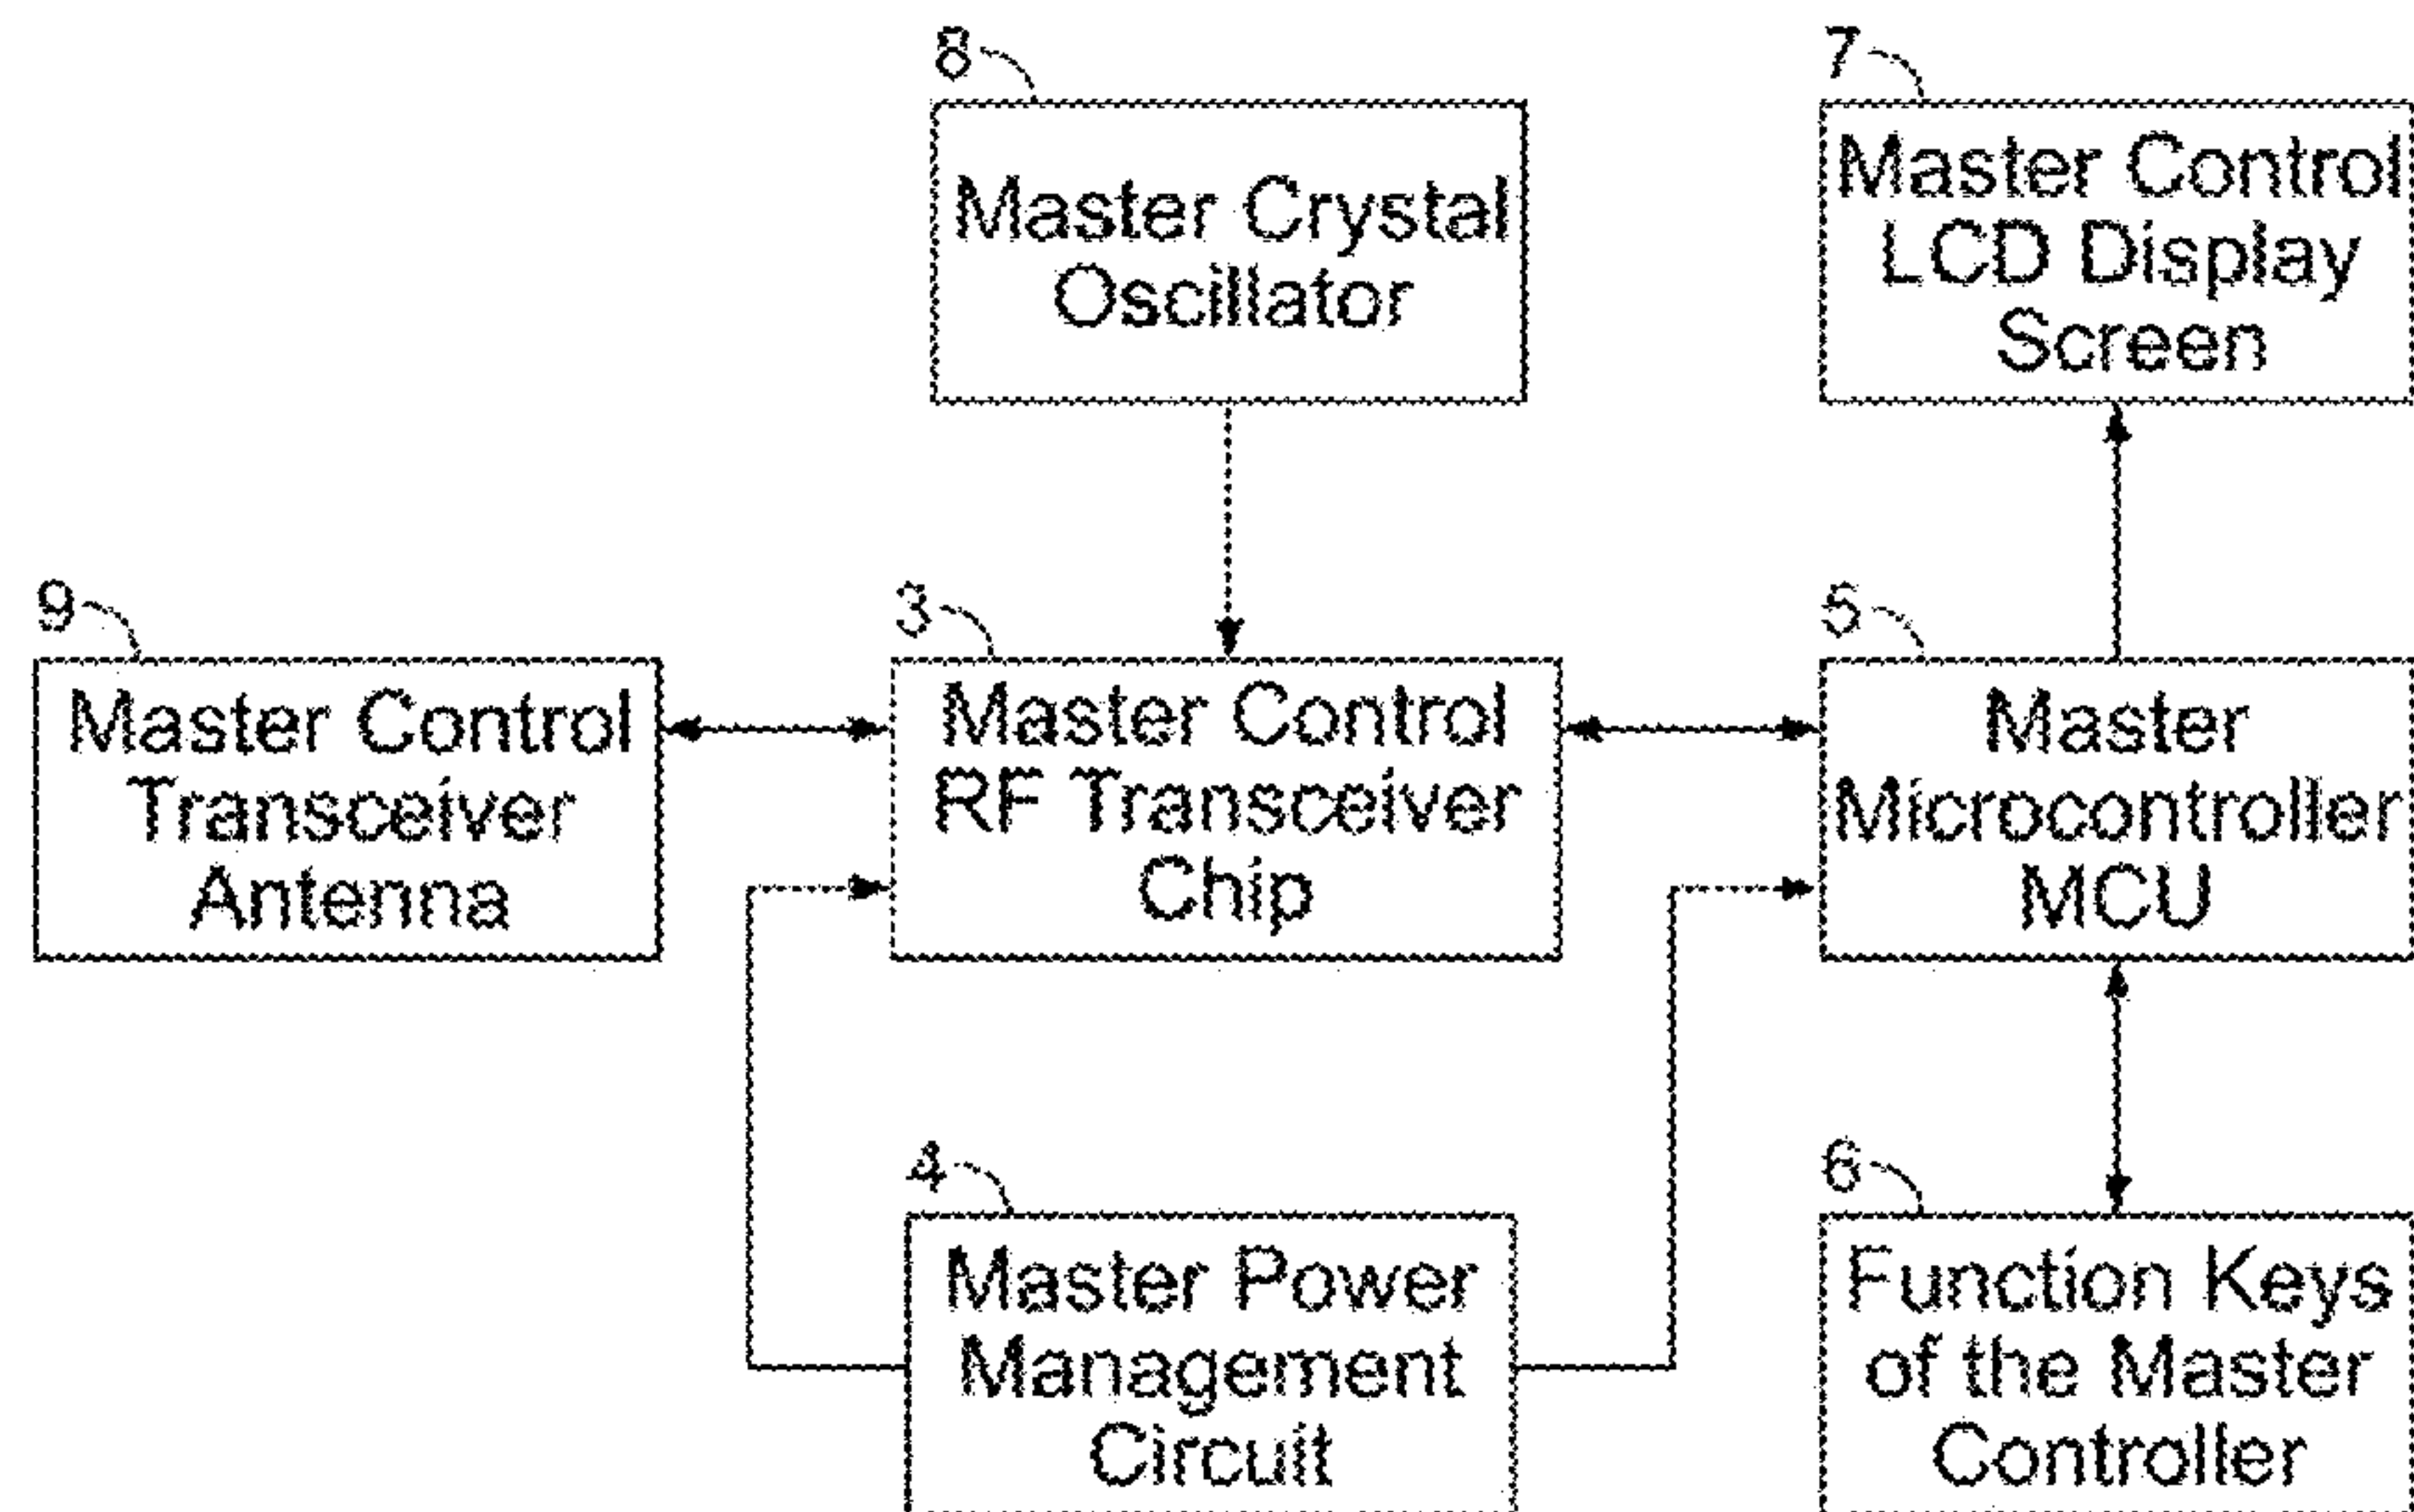 8
Master Crystal
Oscillator
7
Master Control
LCD Display
Screen
9
Master Control
Transceiver
Antenna
3
Master Control
RF Transceiver
Chip
5
Master
Microcontroller
MCU
4
Master Power
Management
Circuit
6
Function Keys
of the Master
Controller